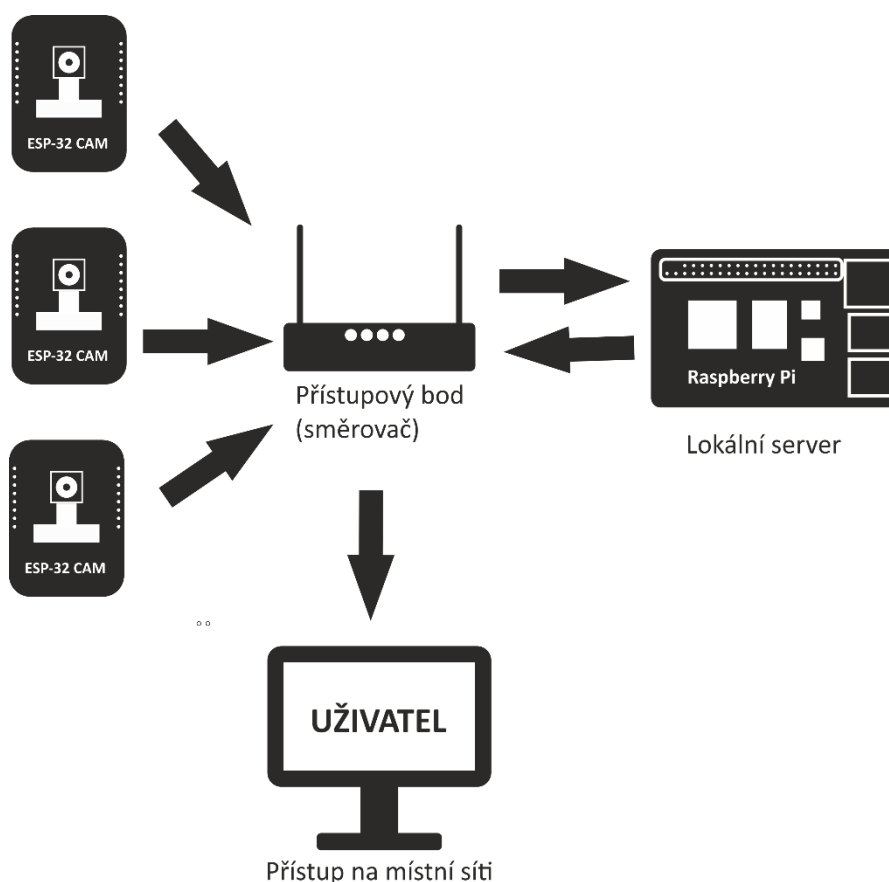 ESP-32 CAM
ESP-32 CAM
Přístupový bod
(směrovač)
Raspberry Pi
Lokální server
ESP-32 CAM
UŽIVATEL
Přístup na místní síti